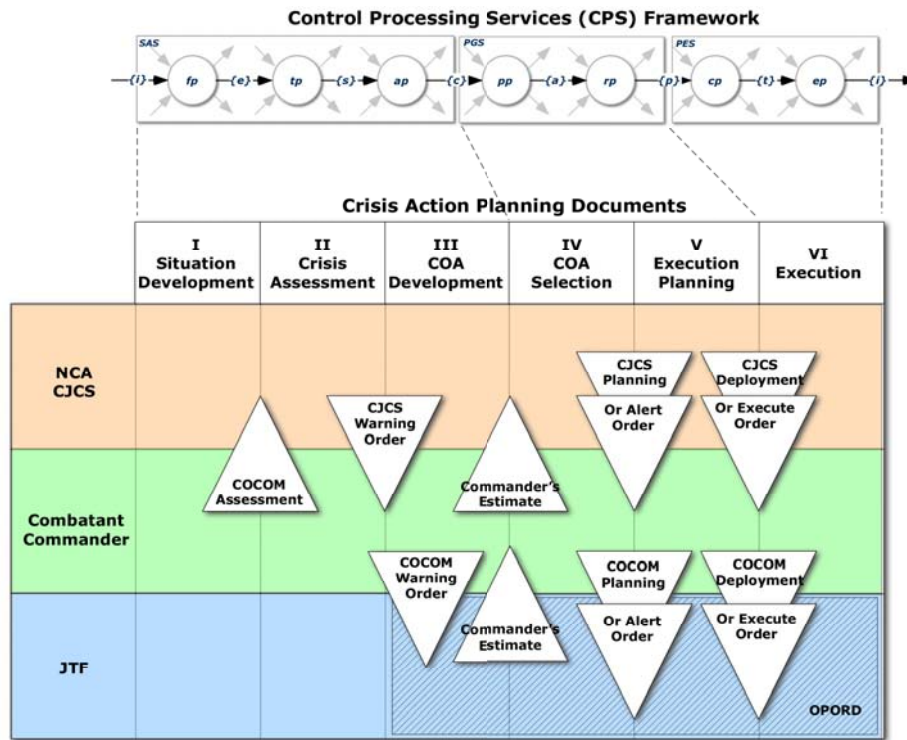 Control Processing Services (CPS) Framework
SAS
PGS
PES
{i} fp {e} tp {s} ap {c} pp {a} rp {p} cp {t} ep {i}
Crisis Action Planning Documents
I
Situation
Development
II
Crisis
Assessment
III
COA
Development
IV
COA
Selection
V
Execution
Planning
VI
Execution
NCA
CJCS
COCOM
Assessment
CJCS
Warning
Order
Commander's
Estimate
CJCS
Planning
Or Alert
Order
CJCS
Deployment
Or Execute
Order
Combatant
Commander
COCOM
Warning
Order
Commander's
Estimate
COCOM
Planning
Or Alert
Order
COCOM
Deployment
Or Execute
Order
JTF
OPORD